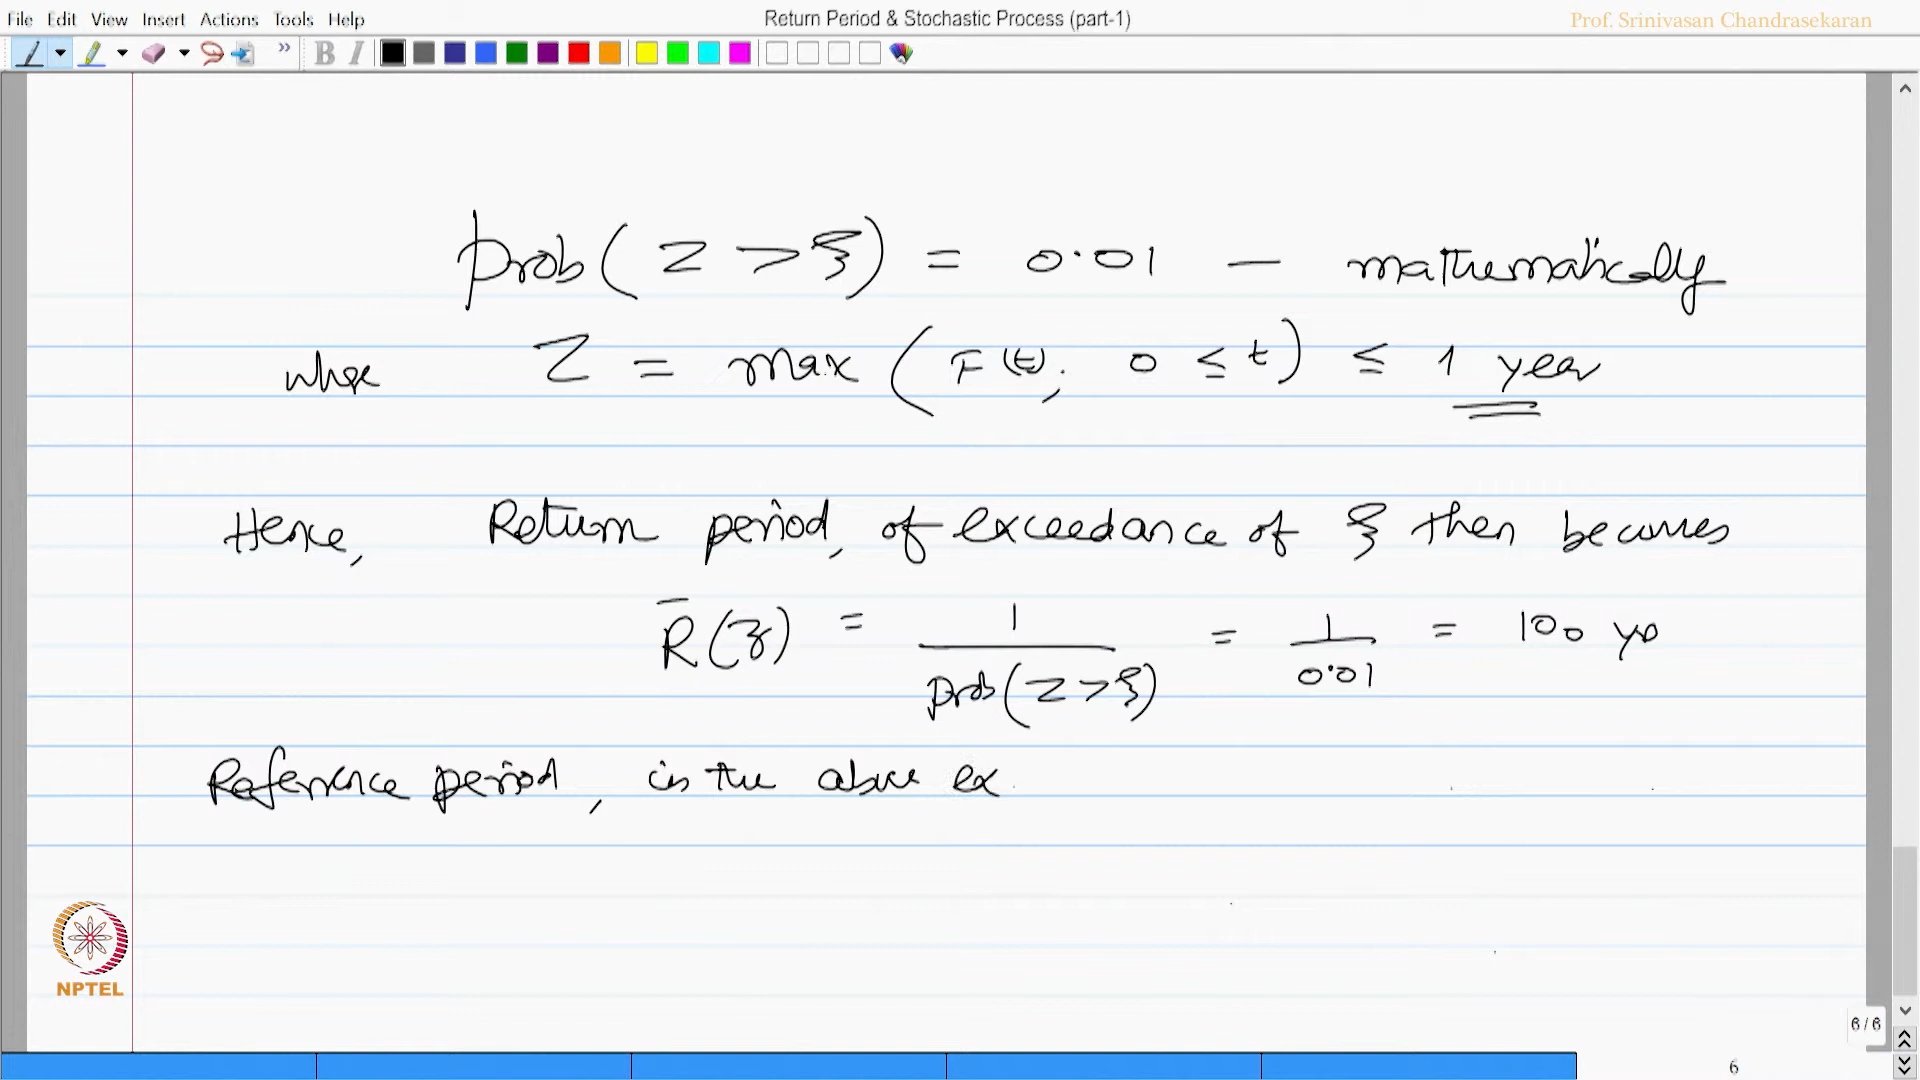 File Edit View Insert Actions Tools Help
Return Period & Stochastic Process (part-1)
Prof. Srinivasan Chandrasekaran
B I
prob( Z > ξ) = 0.01 — mathematically
where Z = max ( F(t); 0 ≤ t) ≤ 1 year
Hence, Return period, of exceedance of ξ then becomes
R̄(ξ) = 1 / prob(Z > ξ) = 1 / 0.01 = 100 yr
Reference period, in the above ex
NPTEL
6 / 6
6